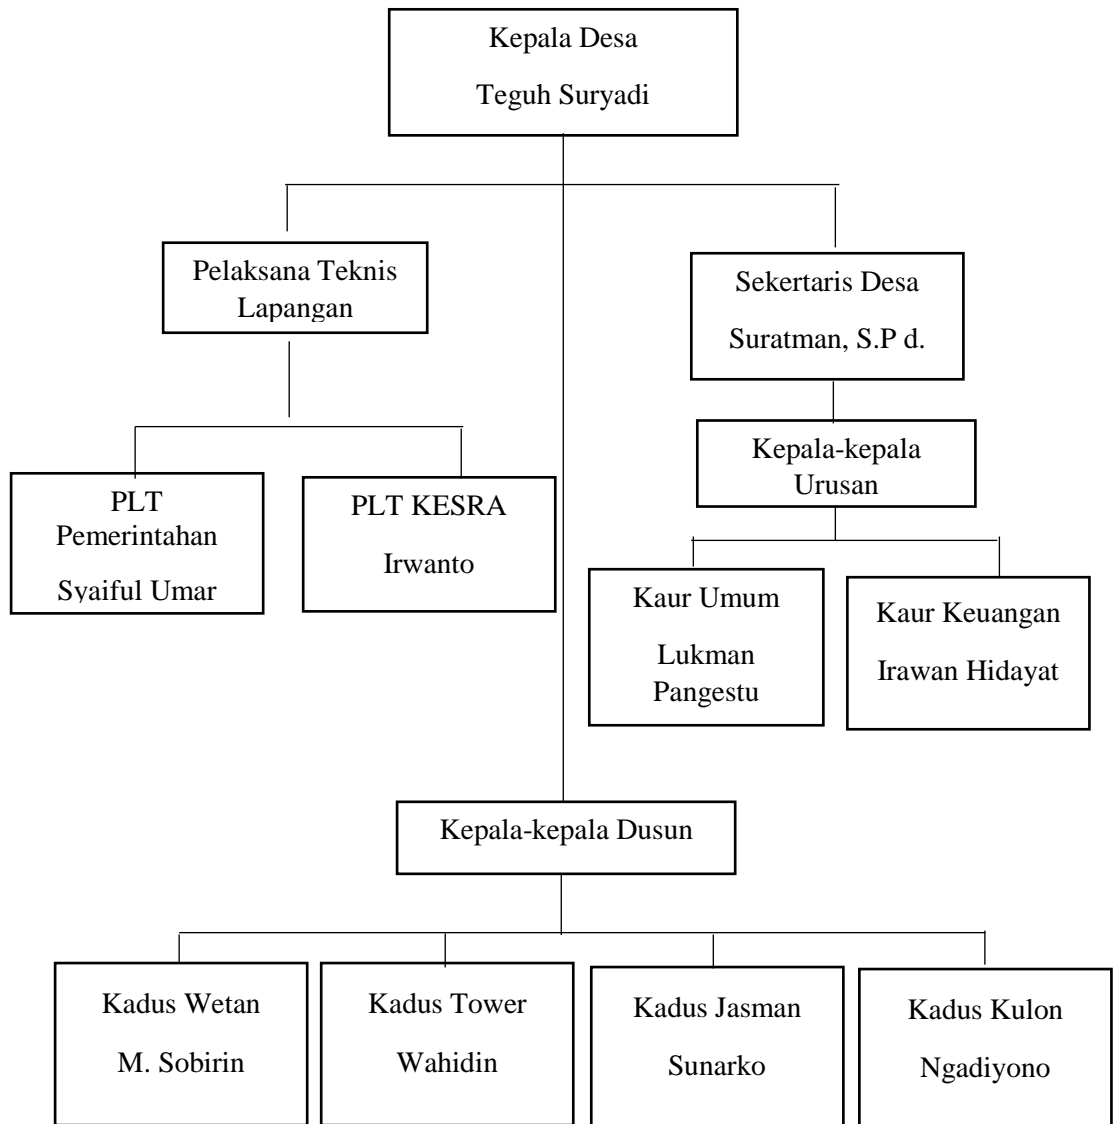 Kepala Desa
Teguh Suryadi
Pelaksana Teknis
Lapangan
Sekertaris Desa
Suratman, S.P d.
Kepala-kepala
Urusan
PLT
Pemerintahan
Syaiful Umar
PLT KESRA
Irwanto
Kaur Umum
Lukman
Pangestu
Kaur Keuangan
Irawan Hidayat
Kepala-kepala Dusun
Kadus Wetan
M. Sobirin
Kadus Tower
Wahidin
Kadus Jasman
Sunarko
Kadus Kulon
Ngadiyono